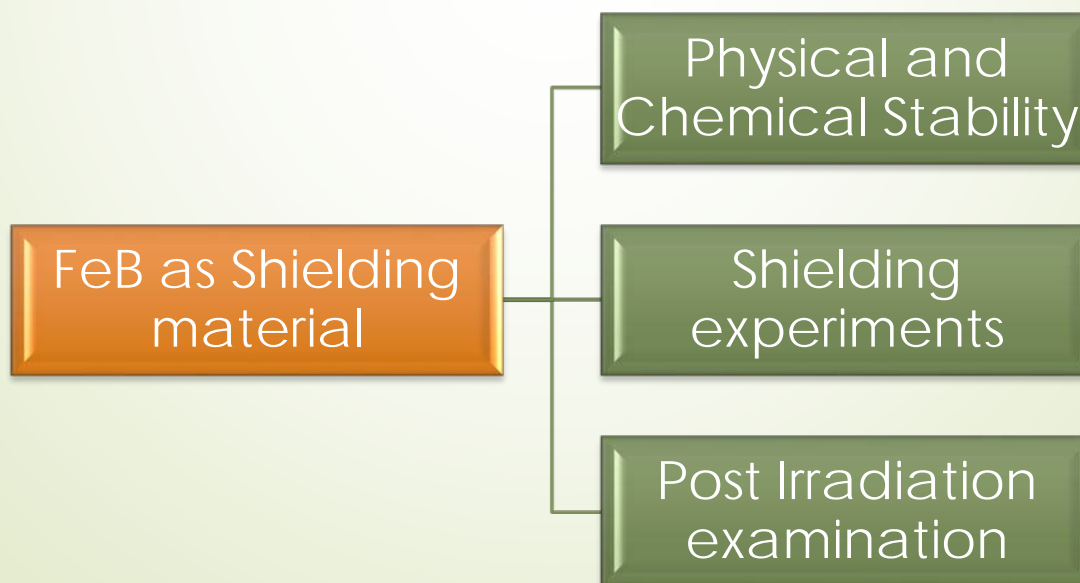 Physical and
Chemical Stability
FeB as Shielding
material
Shielding
experiments
Post Irradiation
examination